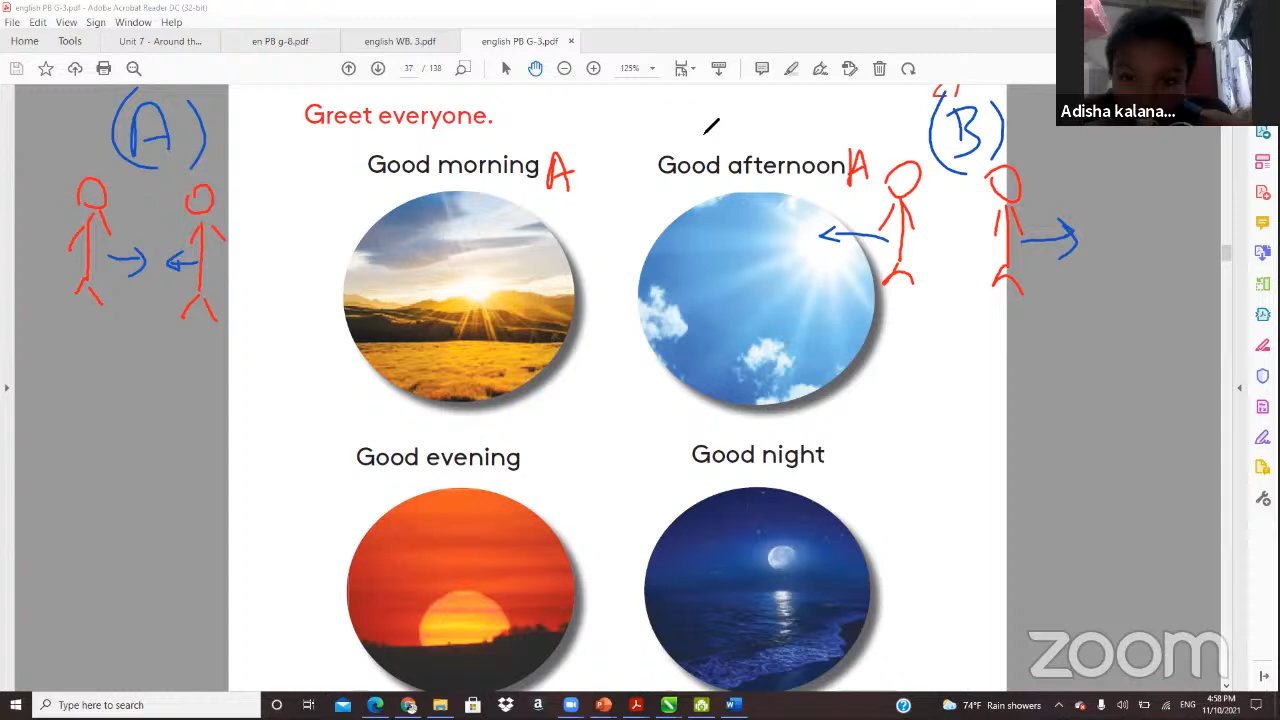 english PB G-3.pdf - Adobe Acrobat Reader DC (32-bit)
File Edit View Sign Window Help
Home Tools Unit 7 - Around th... en PB g-8.pdf english WB. 3.pdf english PB G-3.pdf ×
37 / 138 125%
Adisha kalana...
(A)
Greet everyone.
(B)
Good morning A
Good afternoon A
Good evening
Good night
zoom
Type here to search
74°F Rain showers
4:58 PM
11/10/2021